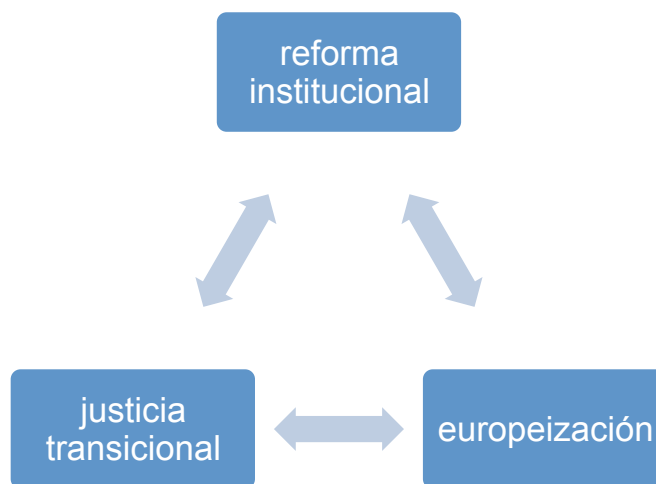 reforma
institucional
justicia
transicional
europeización